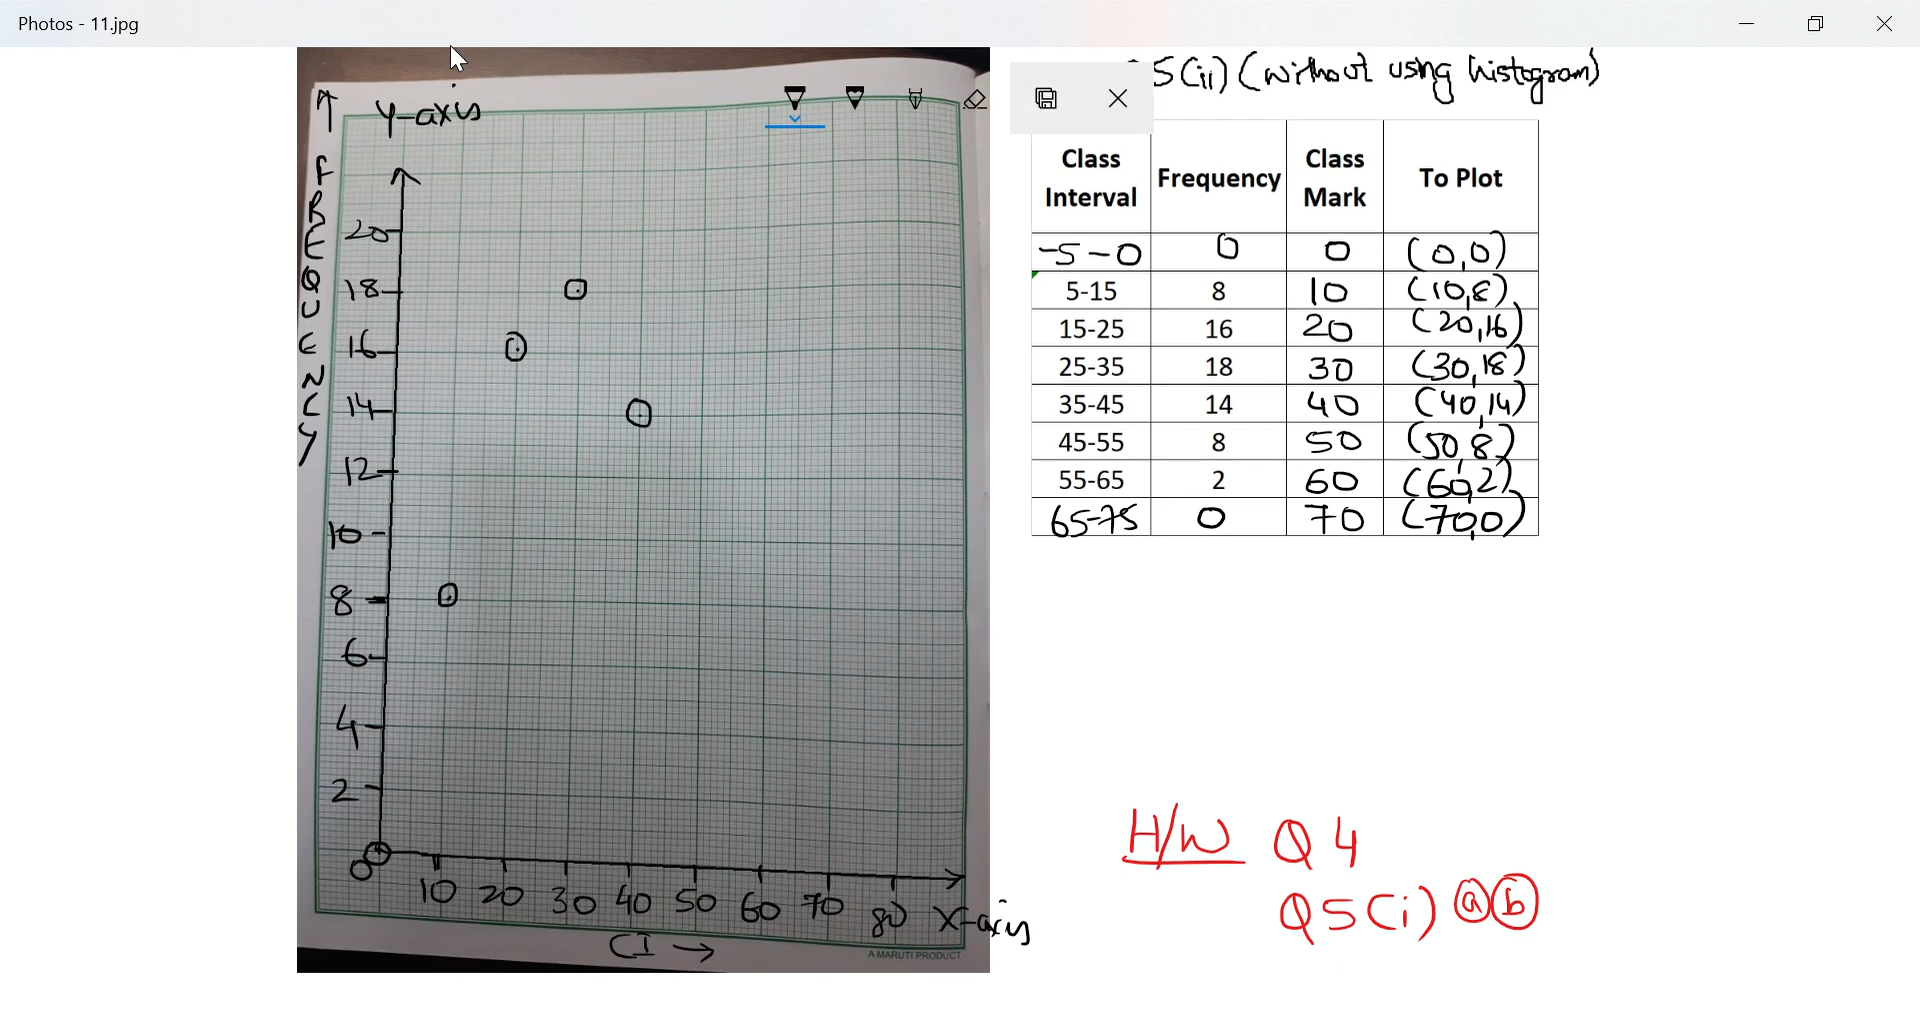 Photos - 11.jpg
Q5(ii) (without using histogram)
Y-axis
FREQUENCY
20
18
16
14
12
10
8
6
4
2
0
10 20 30 40 50 60 70 80 X-axis
CI →
A MARUTI PRODUCT
Class Interval Frequency Class Mark To Plot
-5-0 0 0 (0,0)
5-15 8 10 (10,8)
15-25 16 20 (20,16)
25-35 18 30 (30,18)
35-45 14 40 (40,14)
45-55 8 50 (50,8)
55-65 2 60 (60,2)
65-75 0 70 (70,0)
H/W Q 4
Q5(i) a b